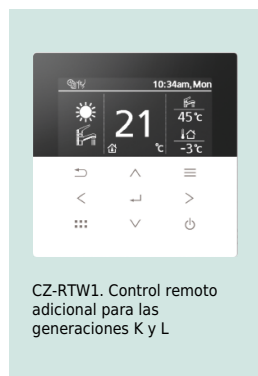 10:34am, Mon
45°c
21
°c
-3°c
CZ-RTW1. Control remoto
adicional para las
generaciones K y L